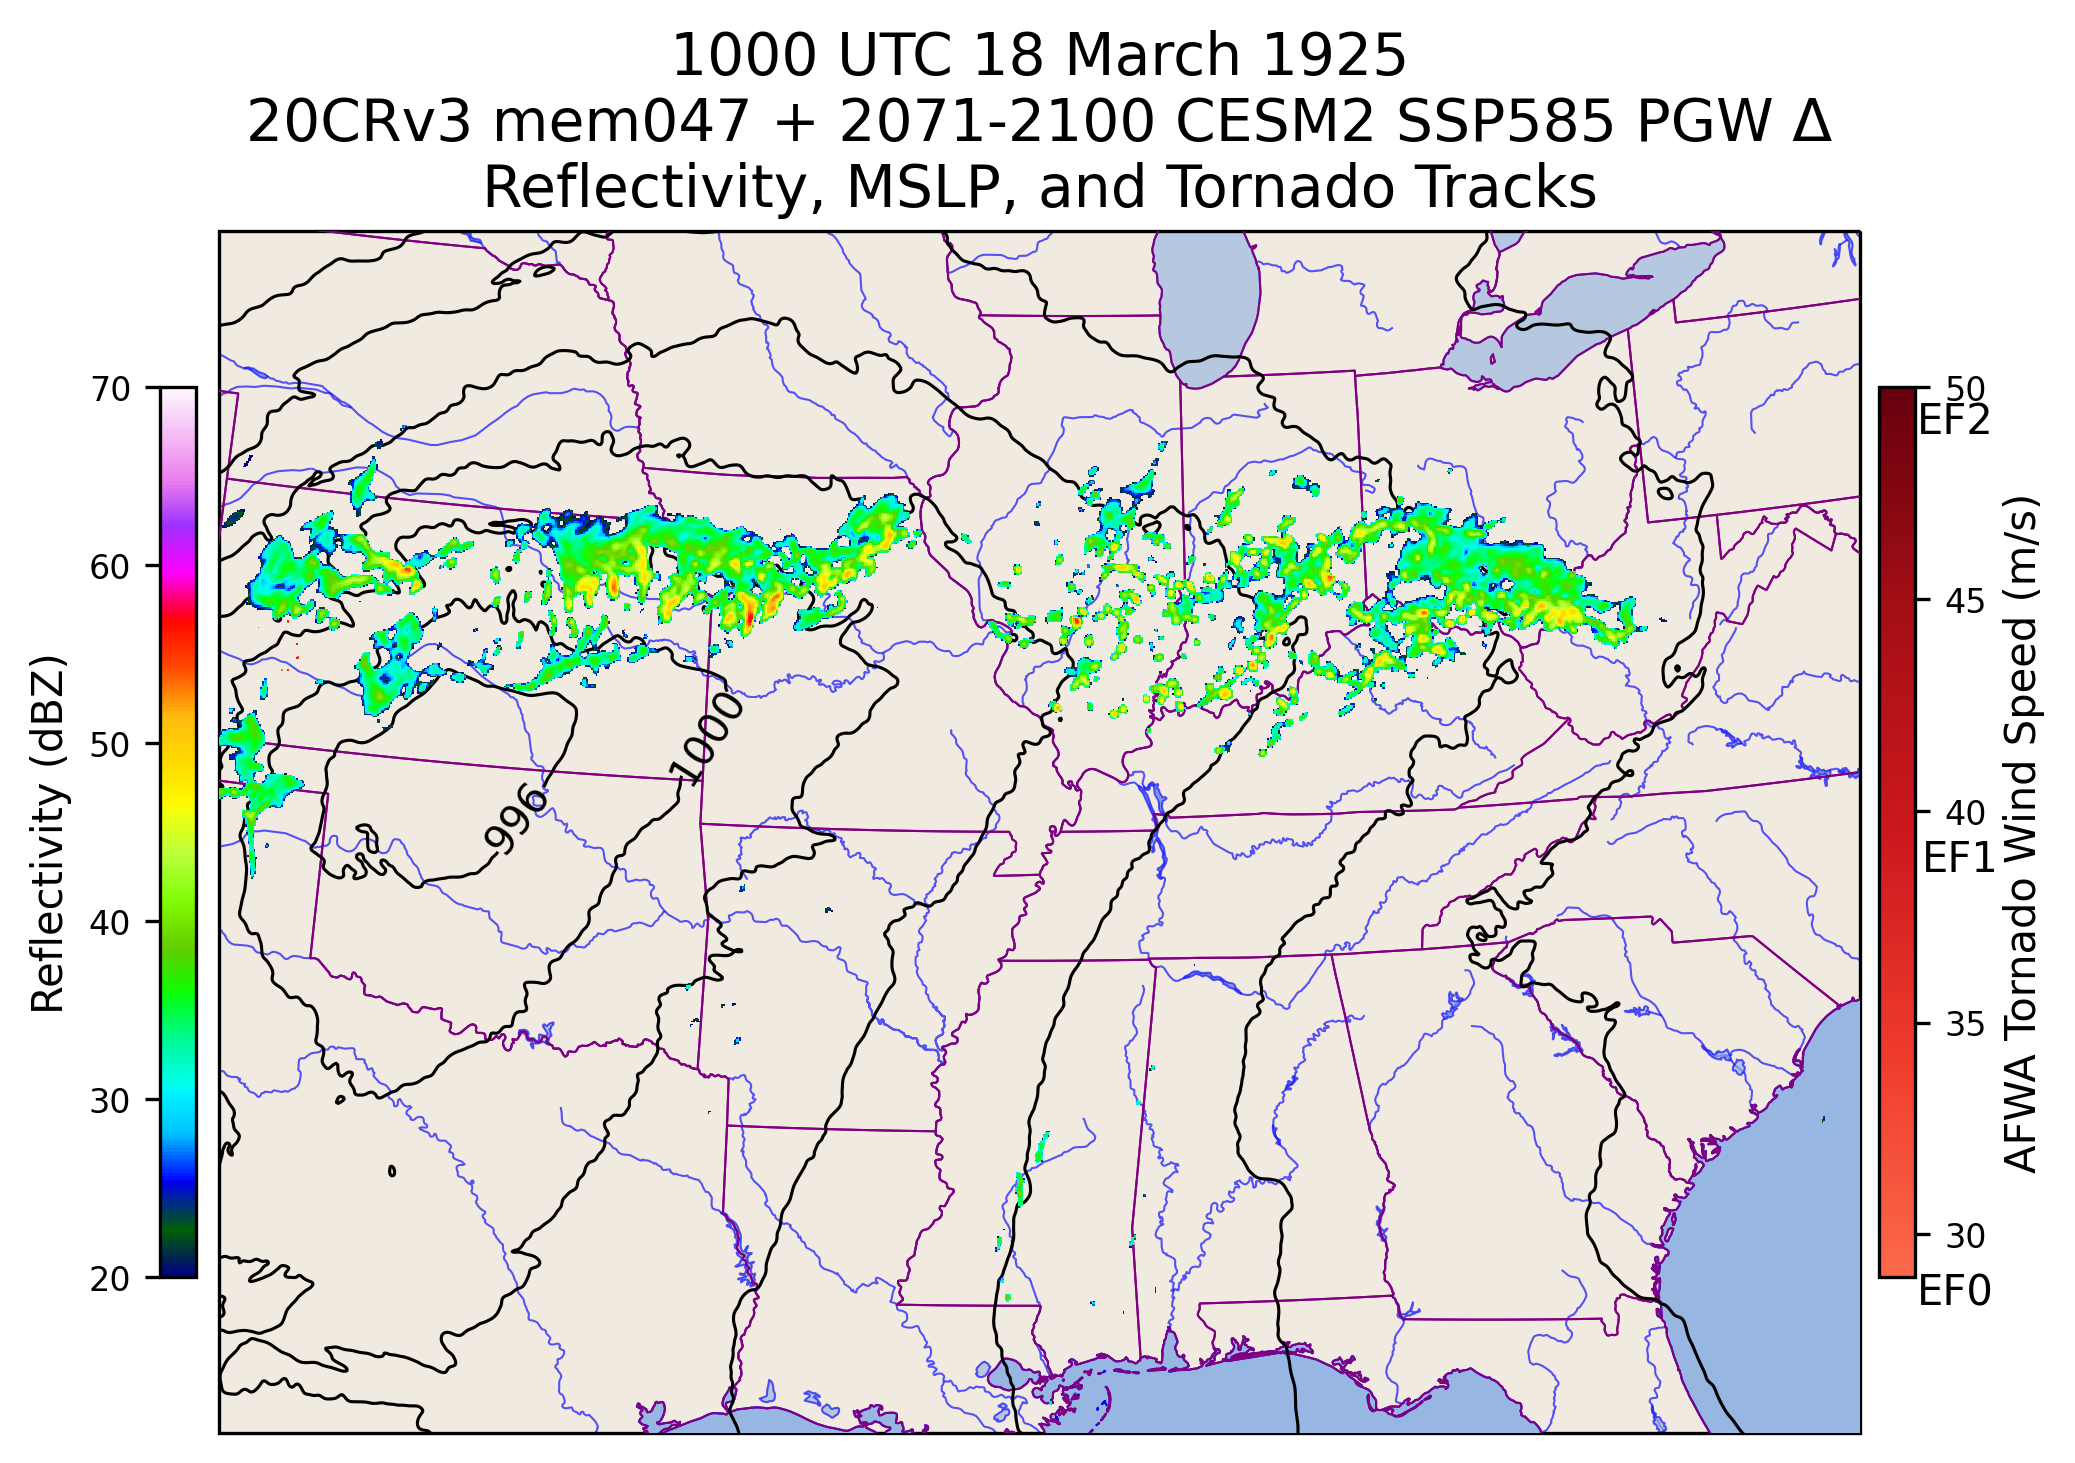 1000 UTC 18 March 1925
20CRv3 mem047 + 2071-2100 CESM2 SSP585 PGW Δ
Reflectivity, MSLP, and Tornado Tracks
70
60
50
40
30
20
Reflectivity (dBZ)
1000
996
50
EF2
45
40
EF1
35
30
EF0
AFWA Tornado Wind Speed (m/s)